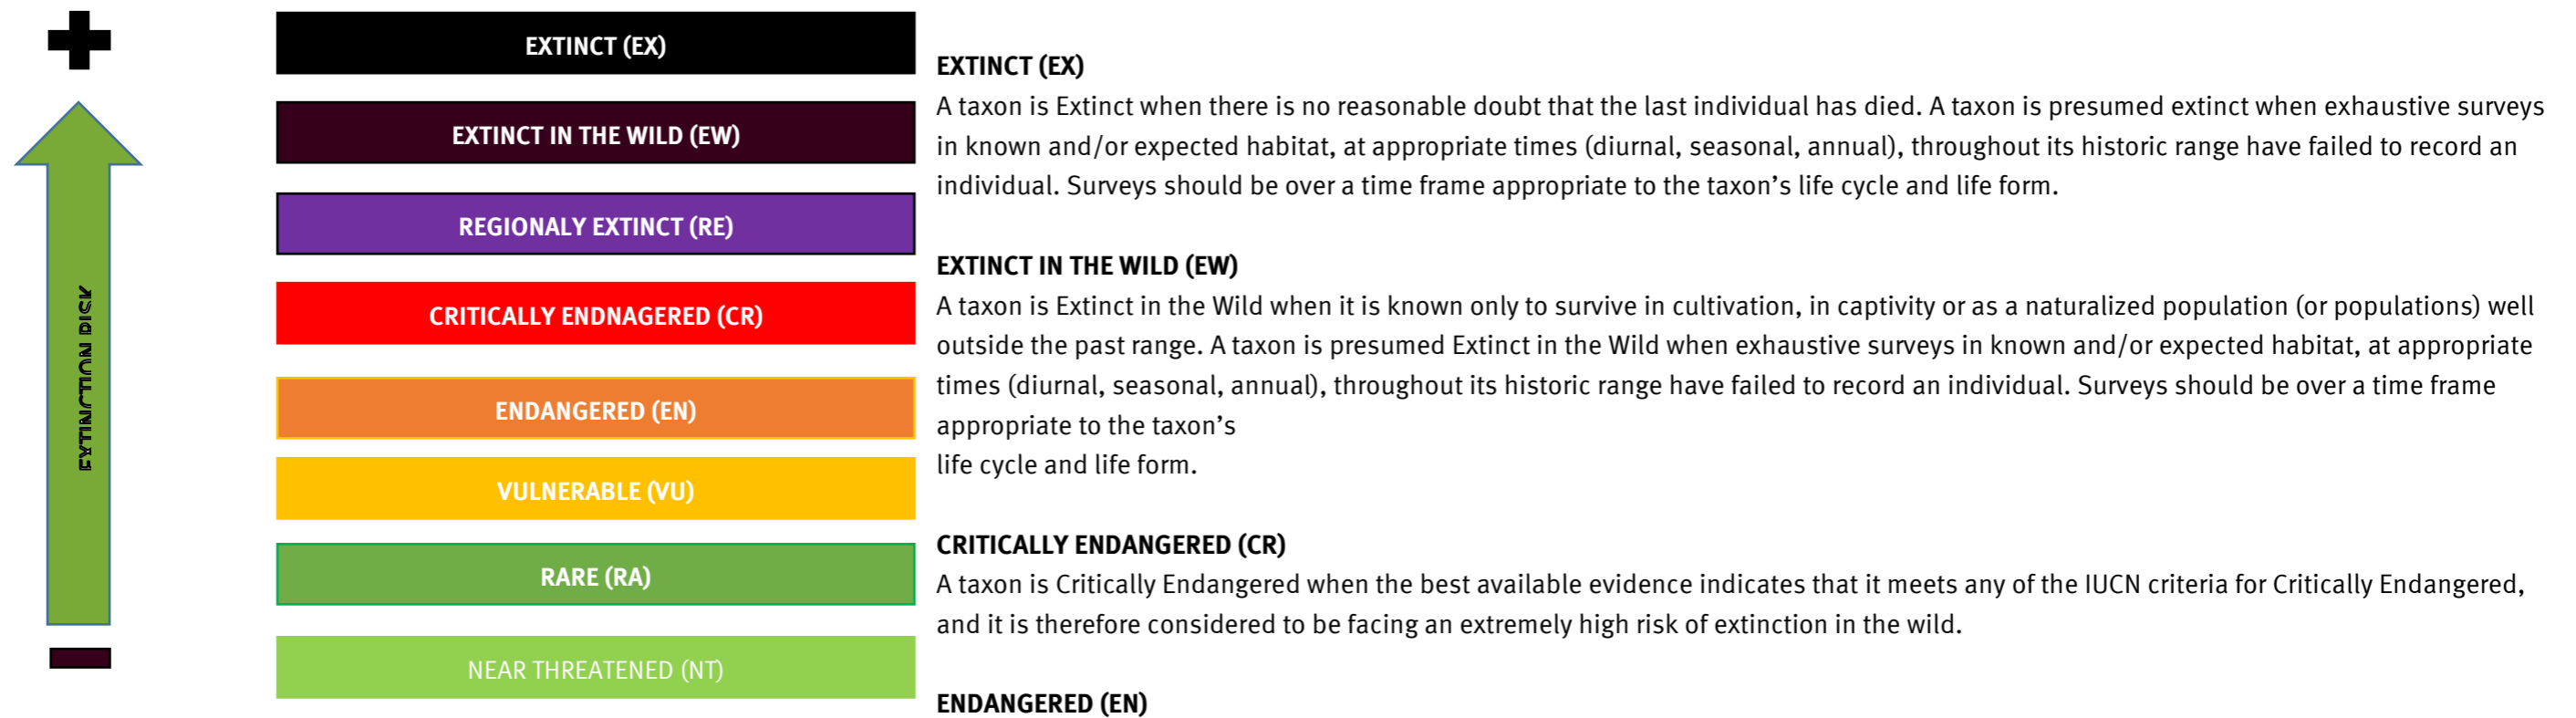 EXTINCT (EX)
EXTINCT IN THE WILD (EW)
REGIONALY EXTINCT (RE)
CRITICALLY ENDNAGERED (CR)
ENDANGERED (EN)
VULNERABLE (VU)
RARE (RA)
NEAR THREATENED (NT)
EXTINCTION RISK
EXTINCT (EX)
A taxon is Extinct when there is no reasonable doubt that the last individual has died. A taxon is presumed extinct when exhaustive surveys
in known and/or expected habitat, at appropriate times (diurnal, seasonal, annual), throughout its historic range have failed to record an
individual. Surveys should be over a time frame appropriate to the taxon’s life cycle and life form.
EXTINCT IN THE WILD (EW)
A taxon is Extinct in the Wild when it is known only to survive in cultivation, in captivity or as a naturalized population (or populations) well
outside the past range. A taxon is presumed Extinct in the Wild when exhaustive surveys in known and/or expected habitat, at appropriate
times (diurnal, seasonal, annual), throughout its historic range have failed to record an individual. Surveys should be over a time frame
appropriate to the taxon’s
life cycle and life form.
CRITICALLY ENDANGERED (CR)
A taxon is Critically Endangered when the best available evidence indicates that it meets any of the IUCN criteria for Critically Endangered,
and it is therefore considered to be facing an extremely high risk of extinction in the wild.
ENDANGERED (EN)